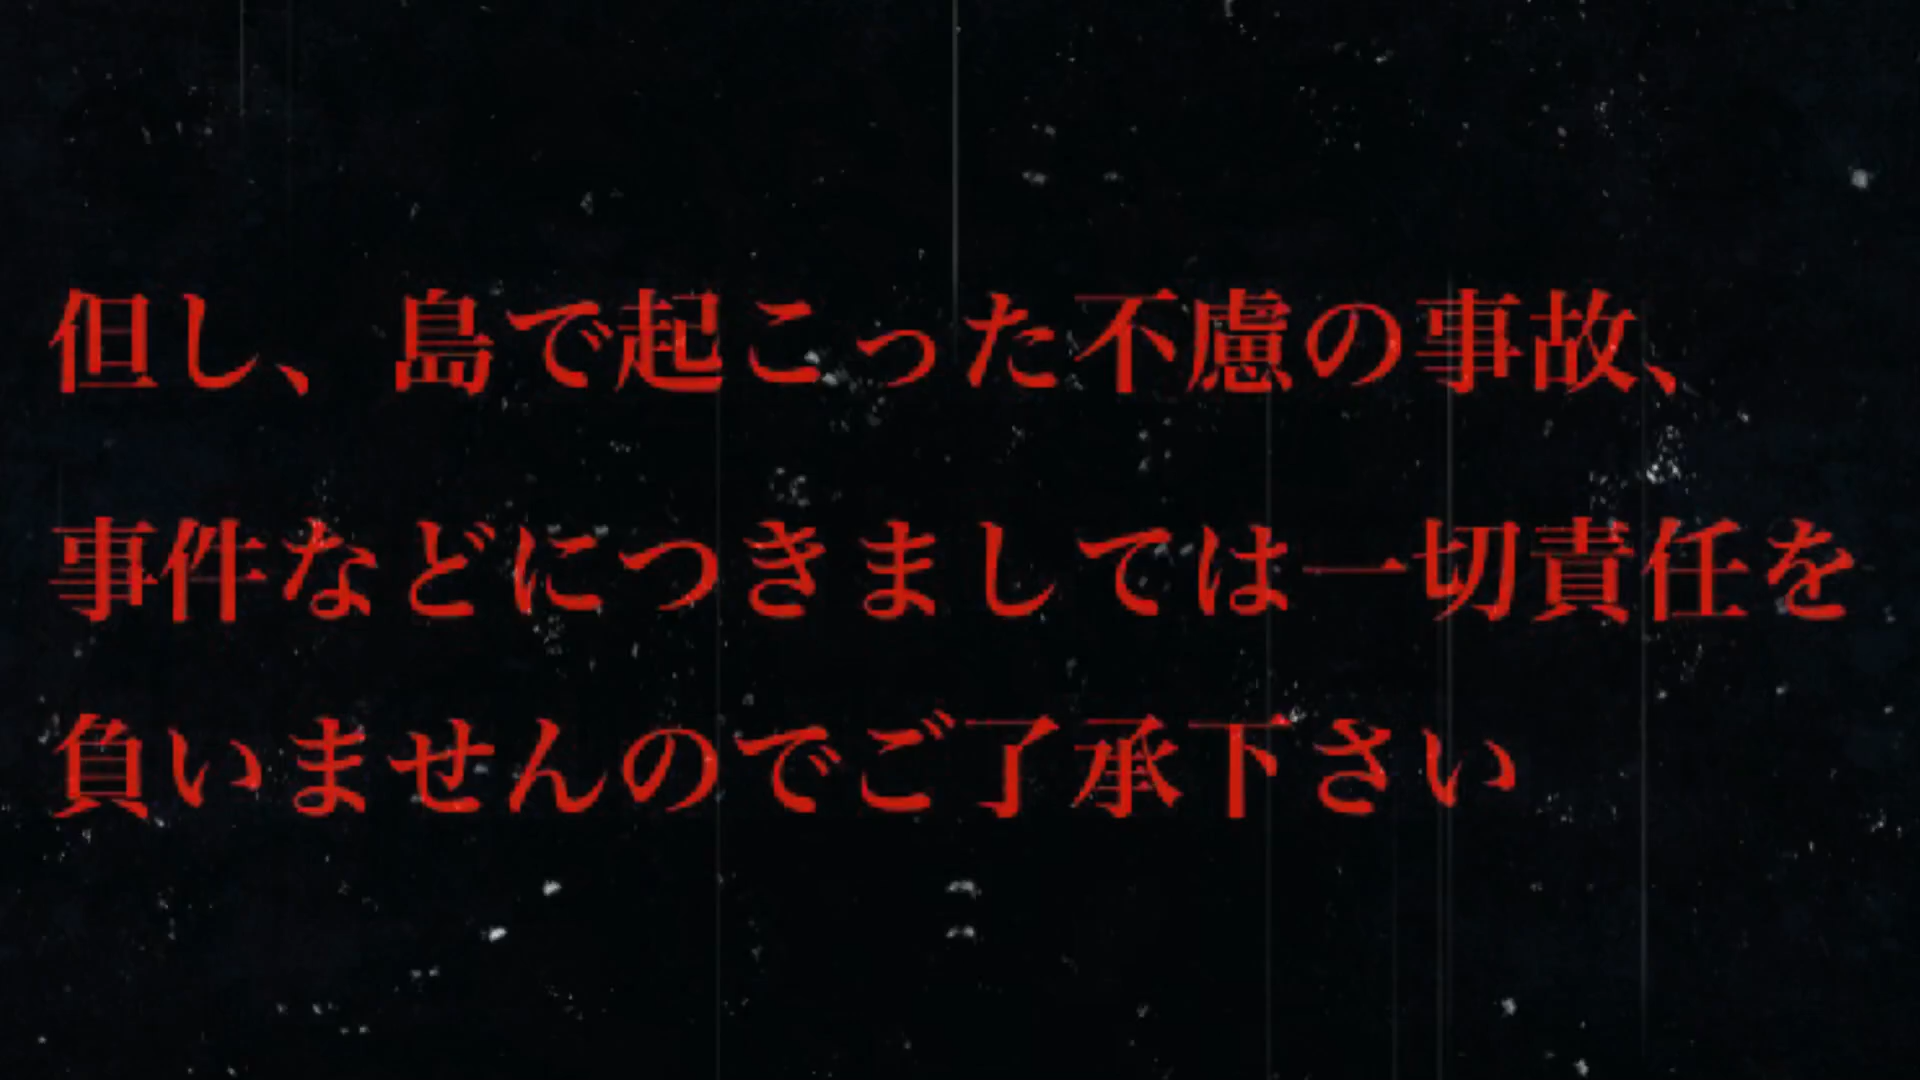 但し、島で起こった不慮の事故、
事件などにつきましては一切責任を
負いませんのでご了承下さい